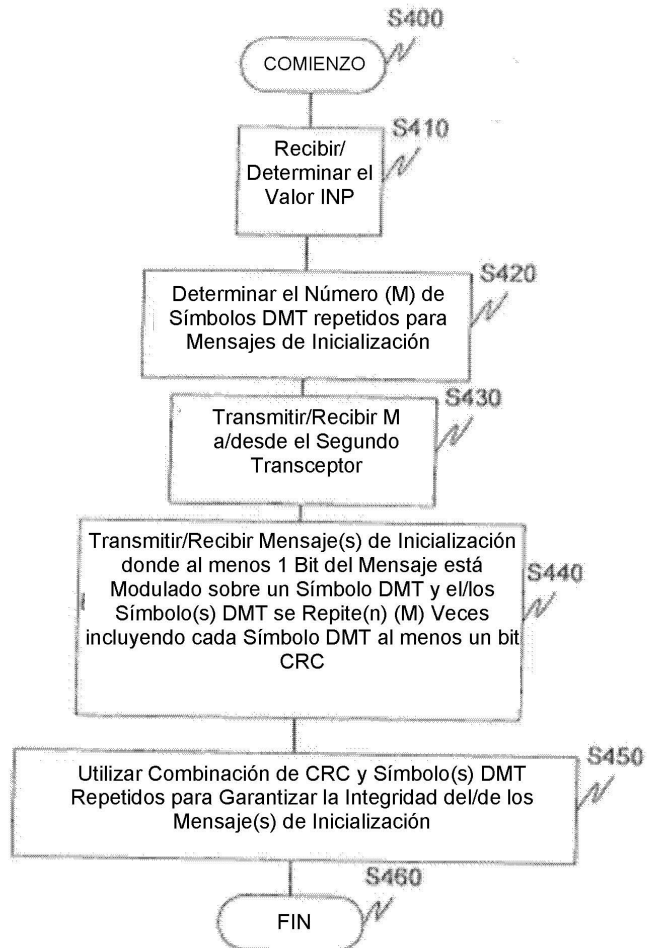 S400
COMIENZO
S410
Recibir/
Determinar el
Valor INP
S420
Determinar el Número (M) de
Símbolos DMT repetidos para
Mensajes de Inicialización
S430
Transmitir/Recibir M
a/desde el Segundo
Transceptor
S440
Transmitir/Recibir Mensaje(s) de Inicialización
donde al menos 1 Bit del Mensaje está
Modulado sobre un Símbolo DMT y el/los
Símbolo(s) DMT se Repite(n) (M) Veces
incluyendo cada Símbolo DMT al menos un bit
CRC
S450
Utilizar Combinación de CRC y Símbolo(s) DMT
Repetidos para Garantizar la Integridad del/de los
Mensaje(s) de Inicialización
S460
FIN